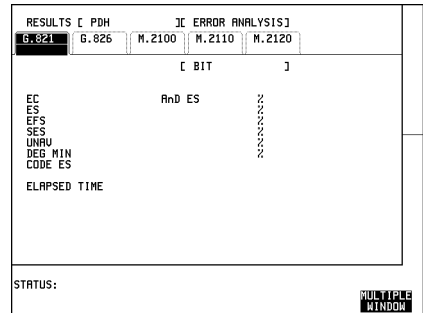 RESULTS [ PDH ][ ERROR ANALYSIS]
G.821 G.826 M.2100 M.2110 M.2120
[ BIT ]
EC AnD ES %
ES %
EFS %
SES %
UNAV %
DEG MIN %
CODE ES
ELAPSED TIME
STATUS:
MULTIPLE
WINDOW